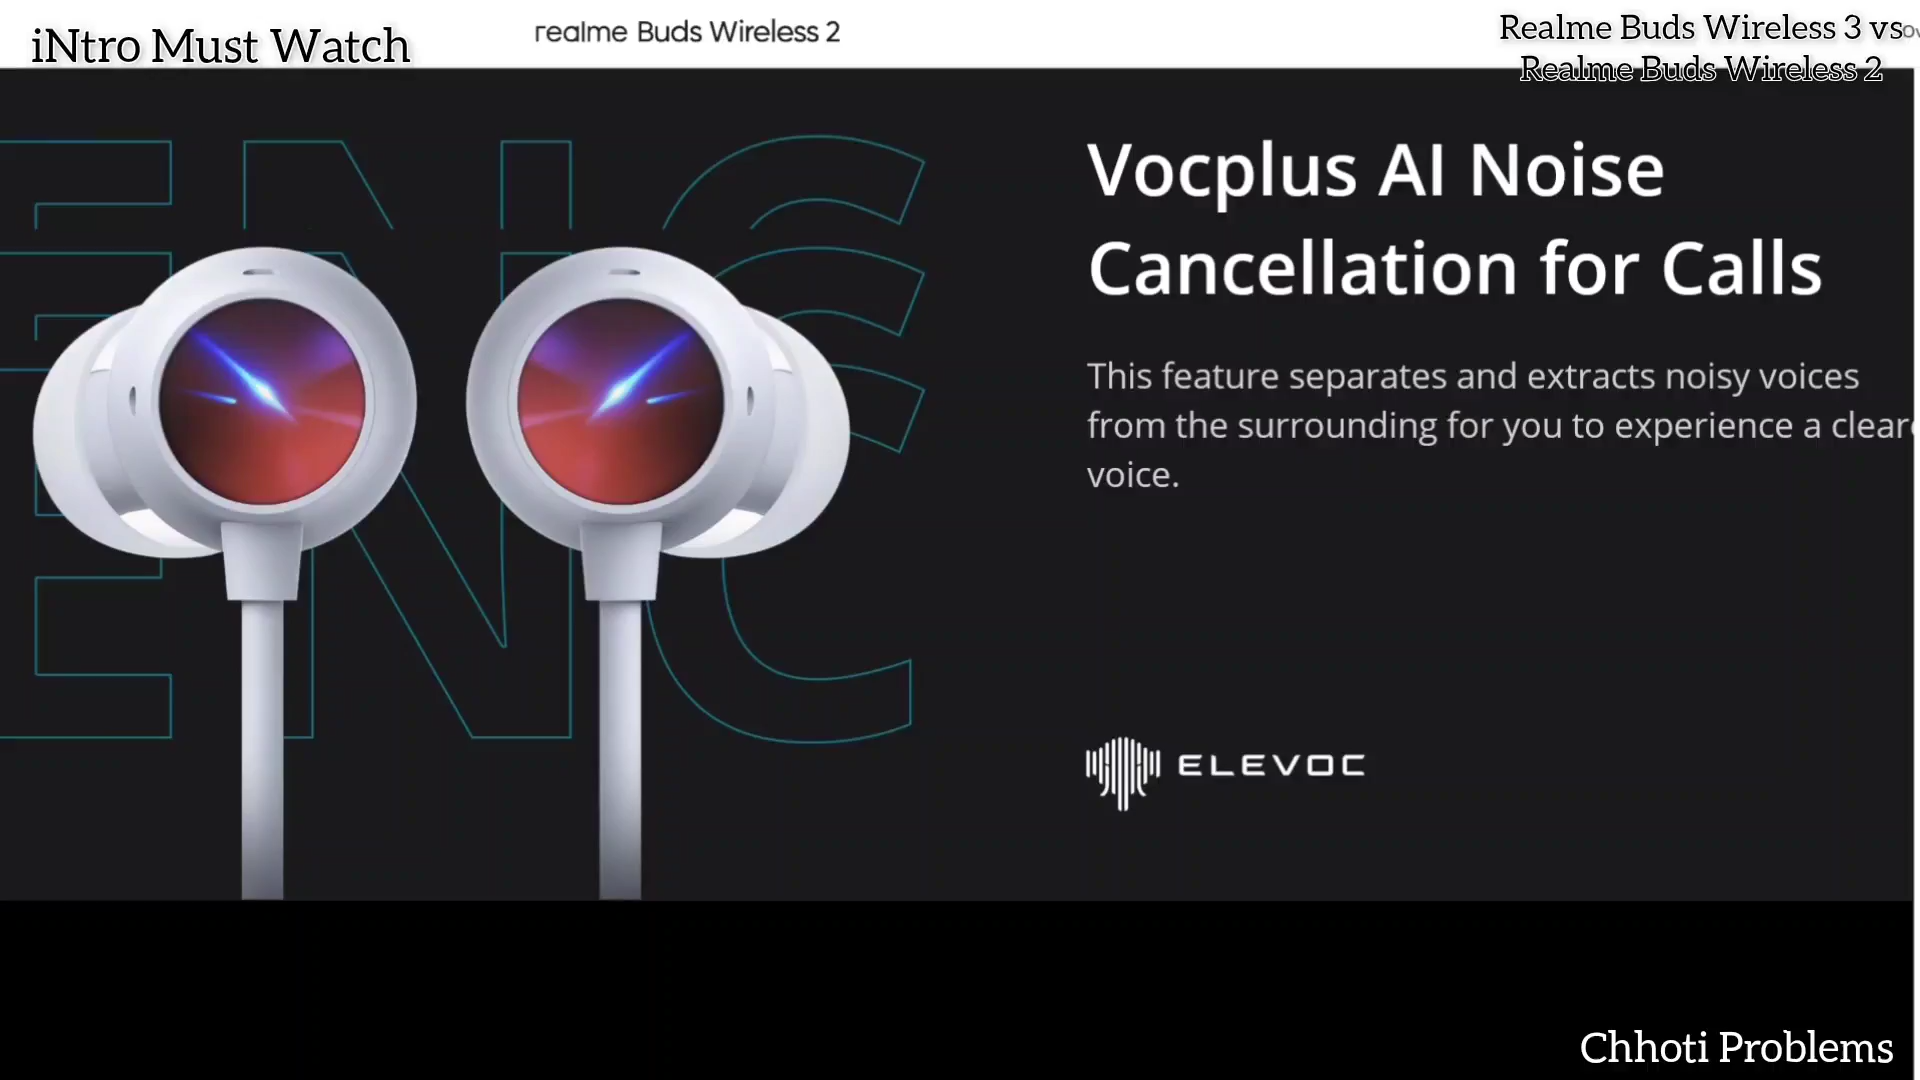 iNtro Must Watch
realme Buds Wireless 2
Realme Buds Wireless 3 vs
Realme Buds Wireless 2
ENC
Vocplus AI Noise
Cancellation for Calls
This feature separates and extracts noisy voices
from the surrounding for you to experience a clear
voice.
ELEVOC
Chhoti Problems